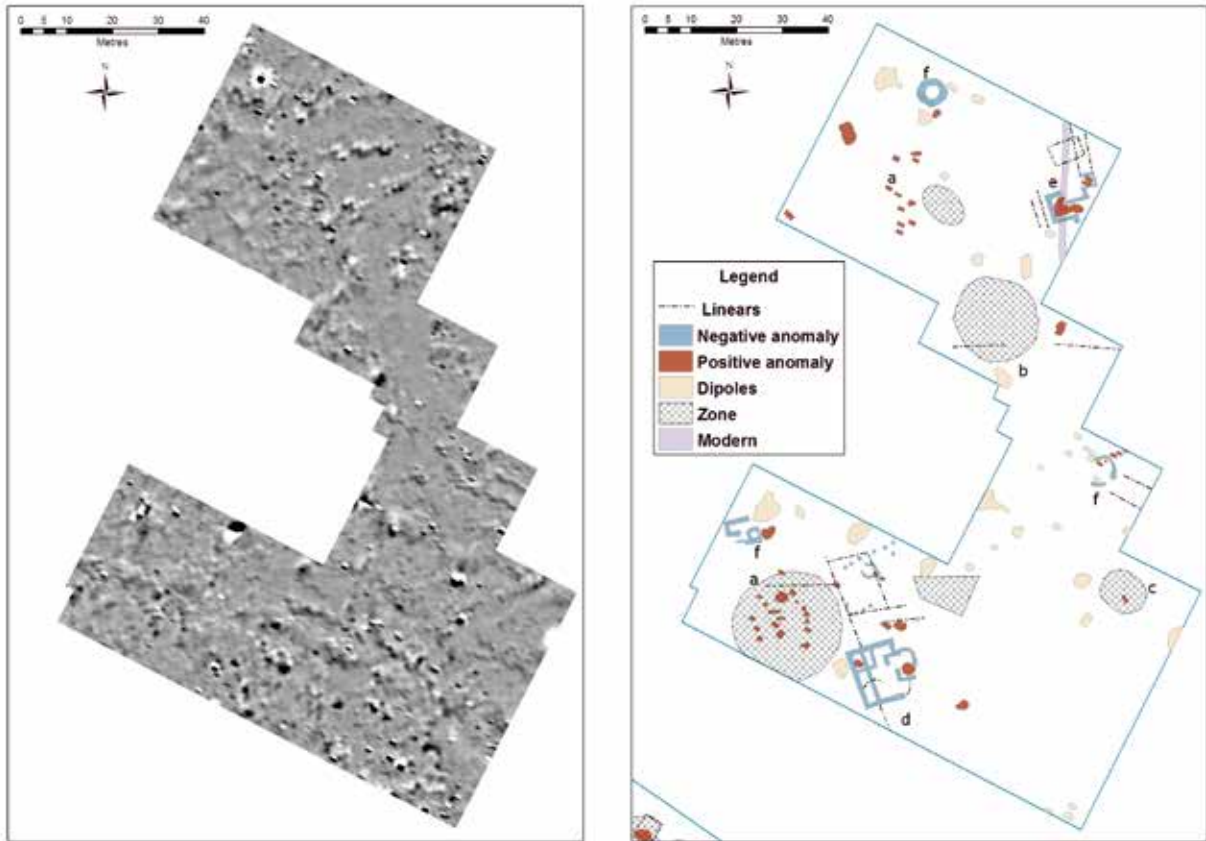 0 5 10 20 30 40
Metres
N
0 5 10 20 30 40
Metres
N
f
a
e
Legend
Linears
Negative anomaly
Positive anomaly
Dipoles
Zone
Modern
b
f
f
a
c
d